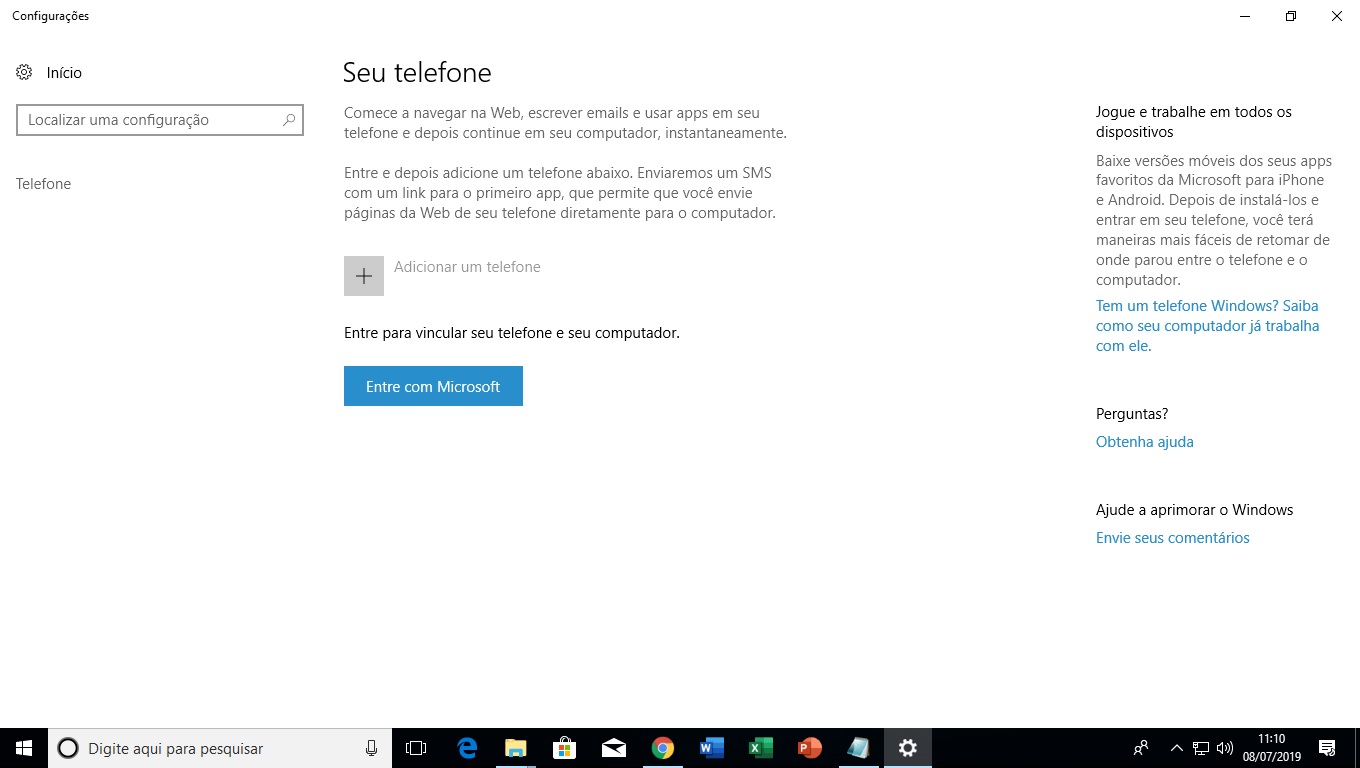 Configurações
Início
Localizar uma configuração
Telefone
Seu telefone
Comece a navegar na Web, escrever emails e usar apps em seu
telefone e depois continue em seu computador, instantaneamente.
Entre e depois adicione um telefone abaixo. Enviaremos um SMS
com um link para o primeiro app, que permite que você envie
páginas da Web de seu telefone diretamente para o computador.
Adicionar um telefone
Entre para vincular seu telefone e seu computador.
Entre com Microsoft
Jogue e trabalhe em todos os
dispositivos
Baixe versões móveis dos seus apps
favoritos da Microsoft para iPhone
e Android. Depois de instalá-los e
entrar em seu telefone, você terá
maneiras mais fáceis de retomar de
onde parou entre o telefone e o
computador.
Tem um telefone Windows? Saiba
como seu computador já trabalha
com ele.
Perguntas?
Obtenha ajuda
Ajude a aprimorar o Windows
Envie seus comentários
Digite aqui para pesquisar
11:10
08/07/2019